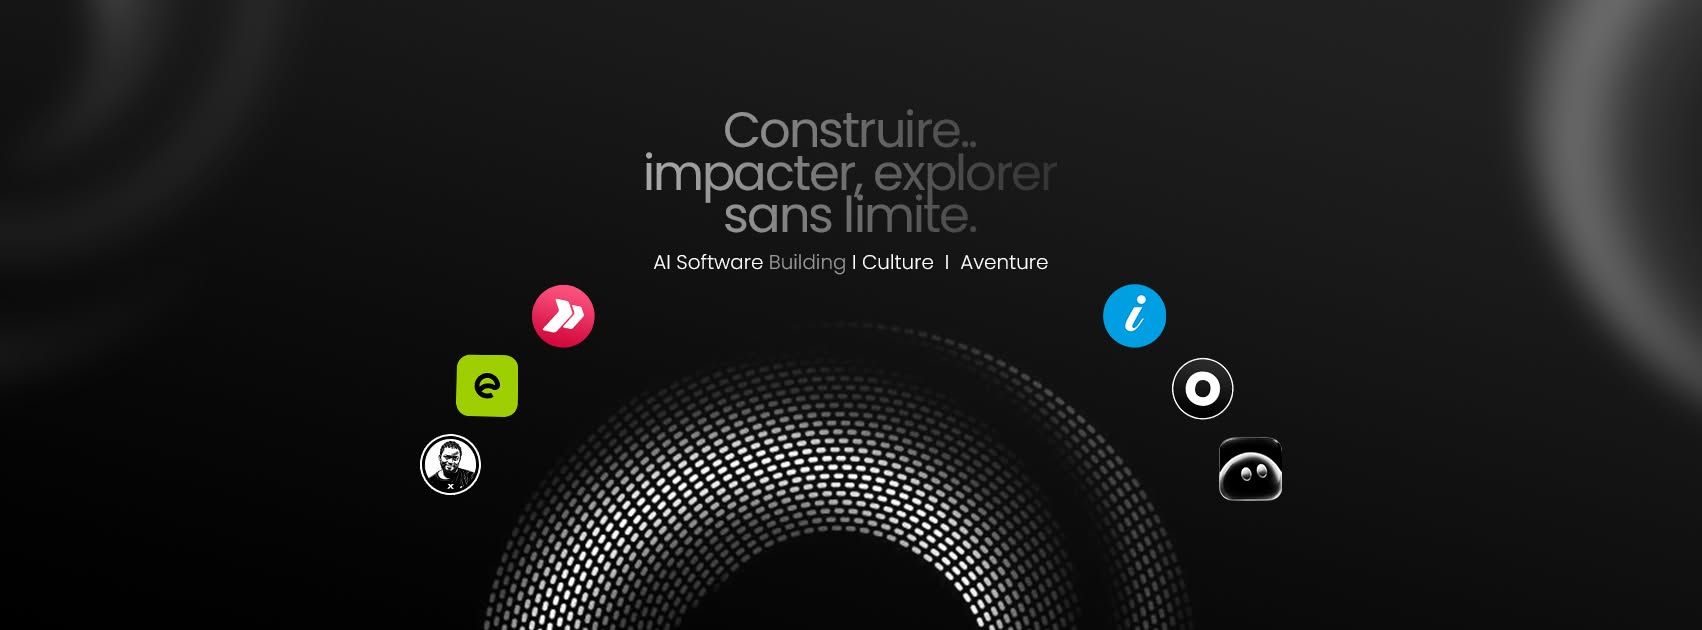 Construire..
impacter, explorer
sans limite.
AI Software Building I Culture I Aventure
i
e
o
x